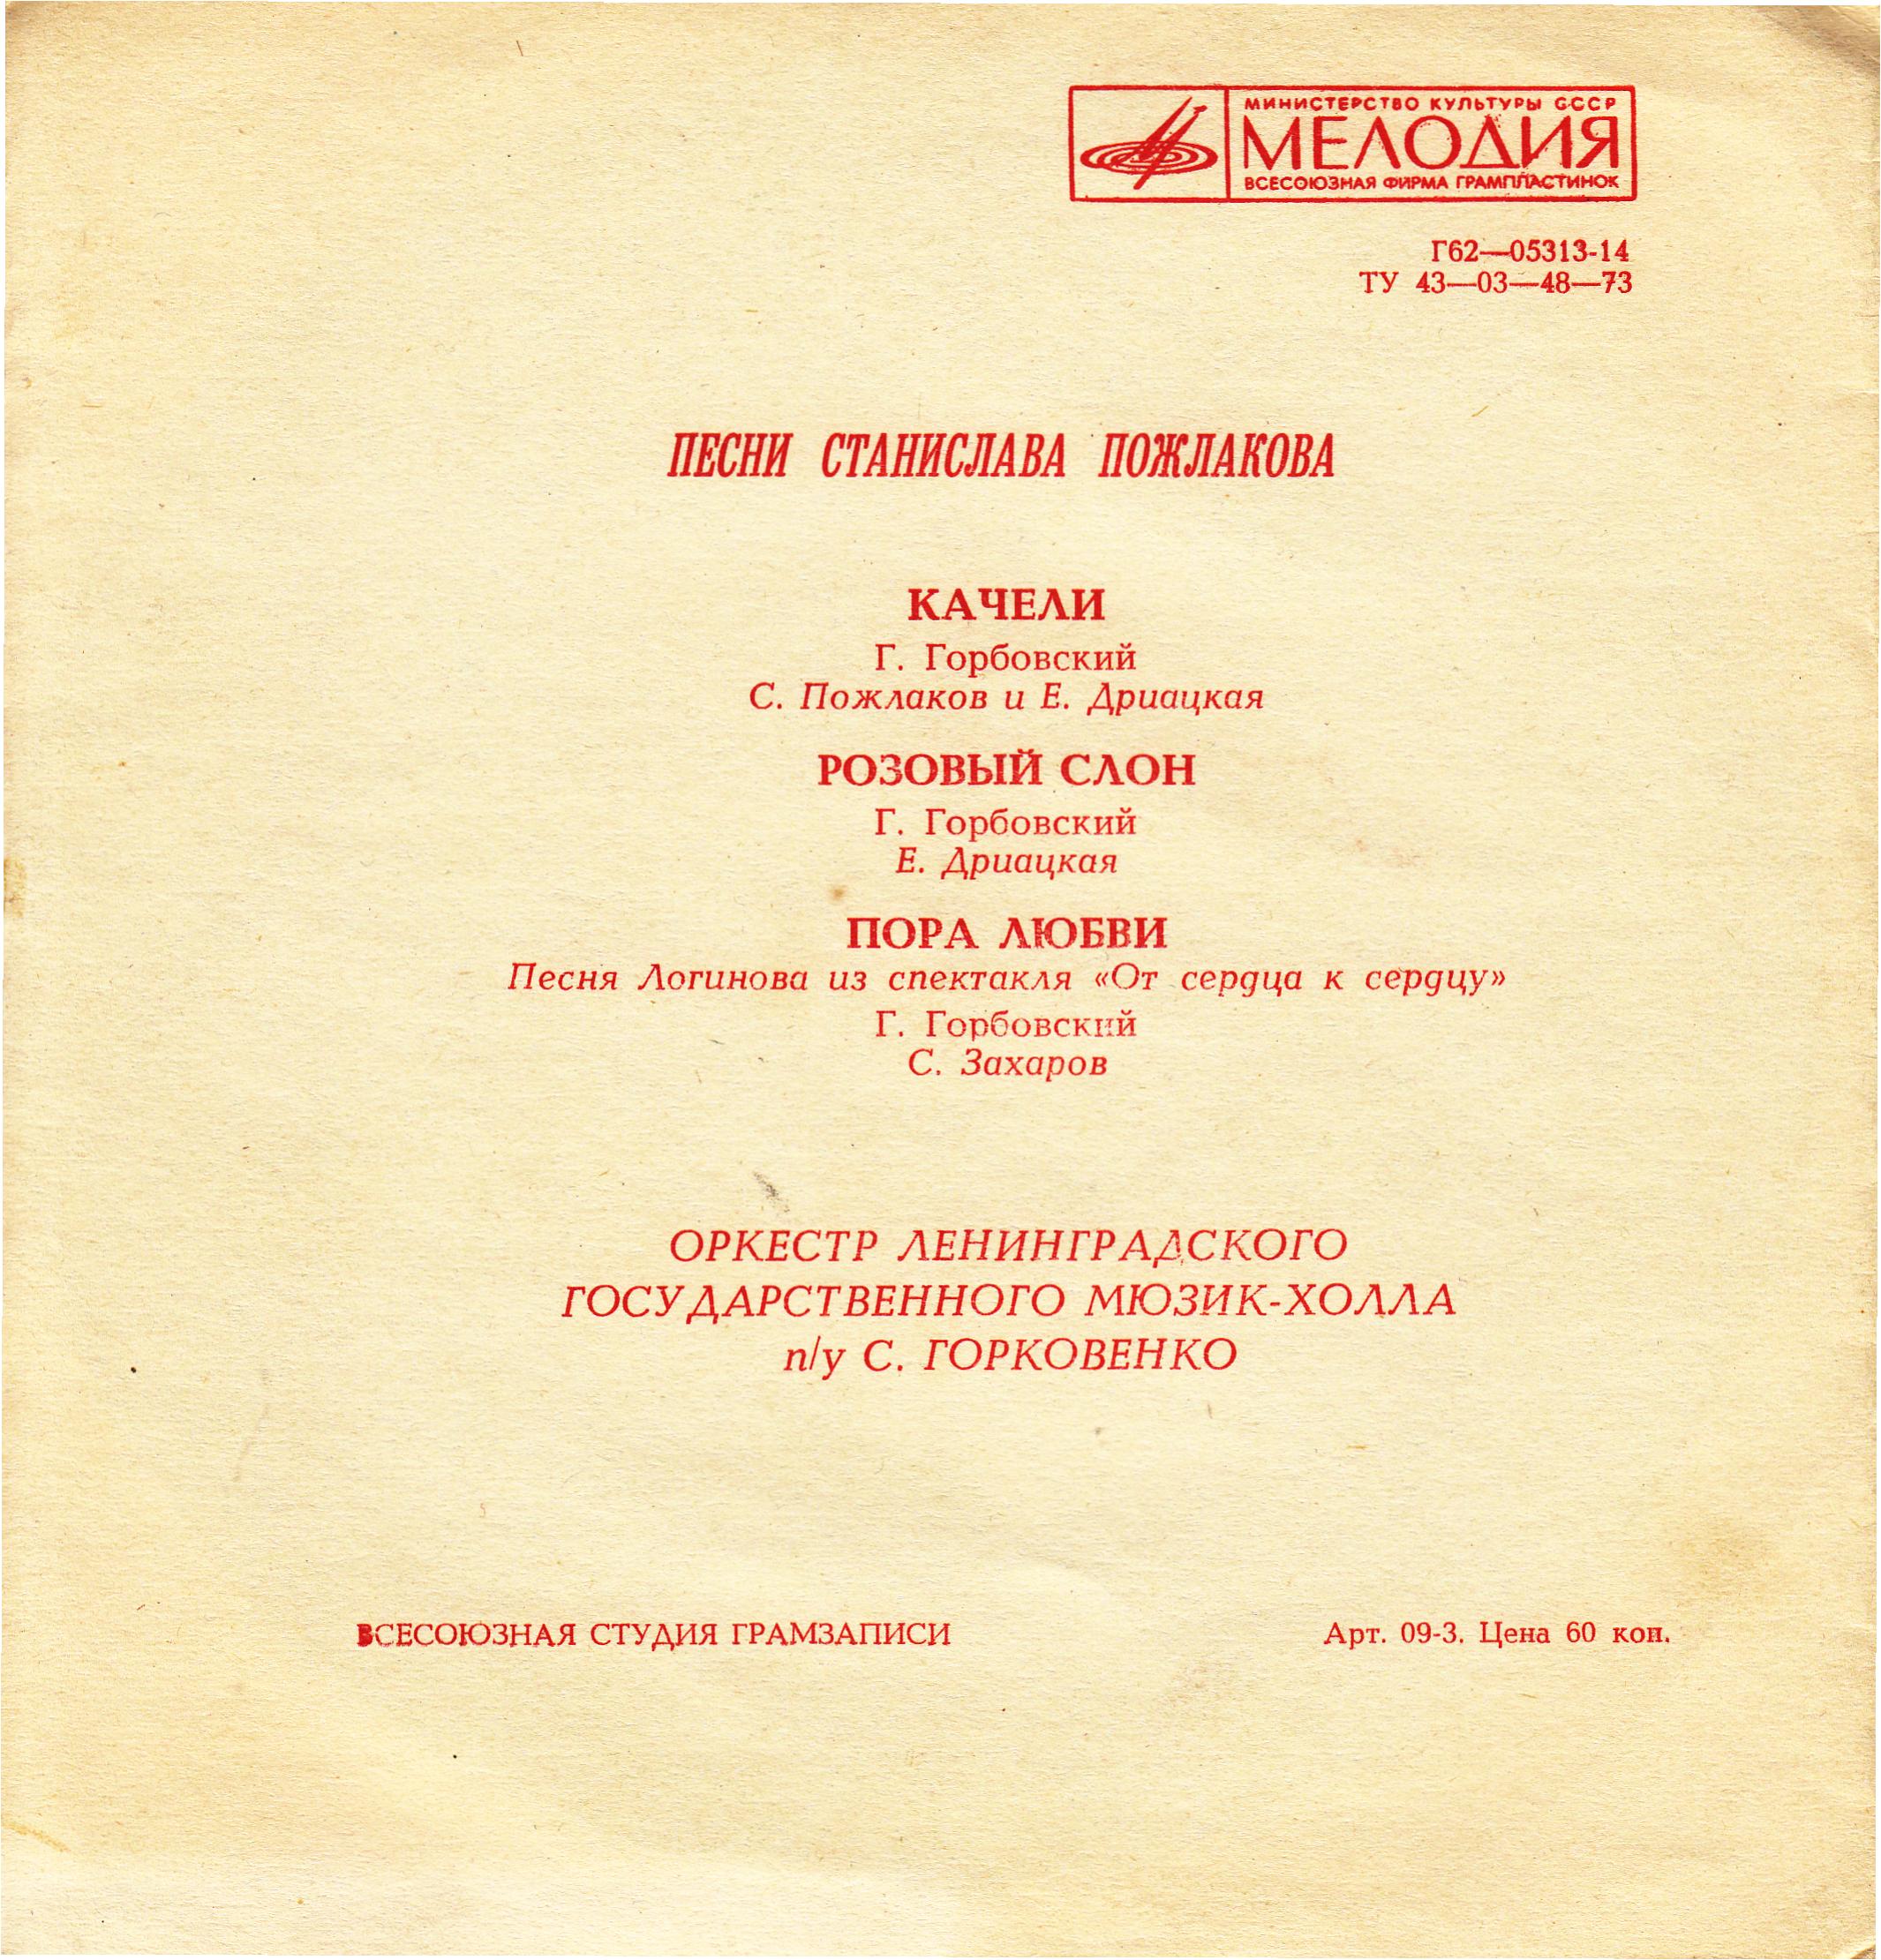 МИНИСТЕРСТВО КУЛЬТУРЫ СССР
МЕЛОДИЯ
ВСЕСОЮЗНАЯ ФИРМА ГРАМПЛАСТИНОК
Г62—05313-14
ТУ 43—03—48—73
ПЕСНИ СТАНИСЛАВА ПОЖЛАКОВА
КАЧЕЛИ
Г. Горбовский
С. Пожлаков и Е. Дриацкая
РОЗОВЫЙ СЛОН
Г. Горбовский
Е. Дриацкая
ПОРА ЛЮБВИ
Песня Логинова из спектакля «От сердца к сердцу»
Г. Горбовский
С. Захаров
ОРКЕСТР ЛЕНИНГРАДСКОГО
ГОСУДАРСТВЕННОГО МЮЗИК-ХОЛЛА
п/у С. ГОРКОВЕНКО
ВСЕСОЮЗНАЯ СТУДИЯ ГРАМЗАПИСИ
Арт. 09-3. Цена 60 коп.